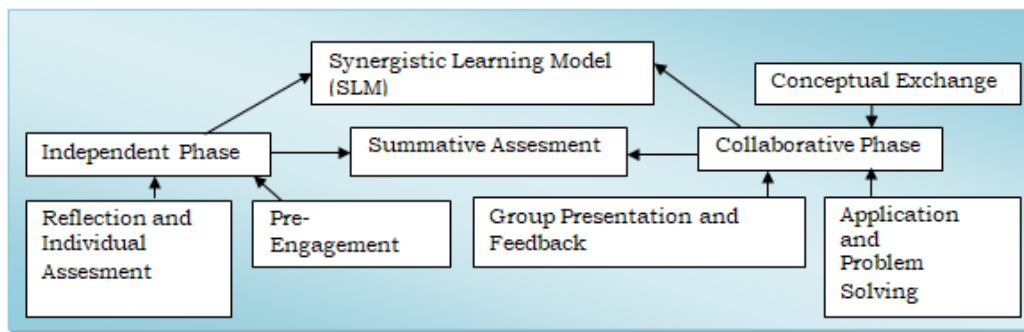 Synergistic Learning Model
(SLM)
Conceptual Exchange
Independent Phase
Summative Assesment
Collaborative Phase
Reflection and
Individual
Assesment
Pre-
Engagement
Group Presentation and
Feedback
Application
and
Problem
Solving